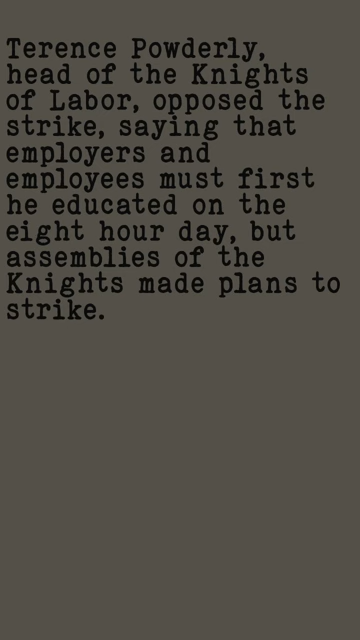 Terence Powderly,
head of the Knights
of Labor, opposed the
strike, saying that
employers and
employees must first
he educated on the
eight hour day, but
assemblies of the
Knights made plans to
strike.